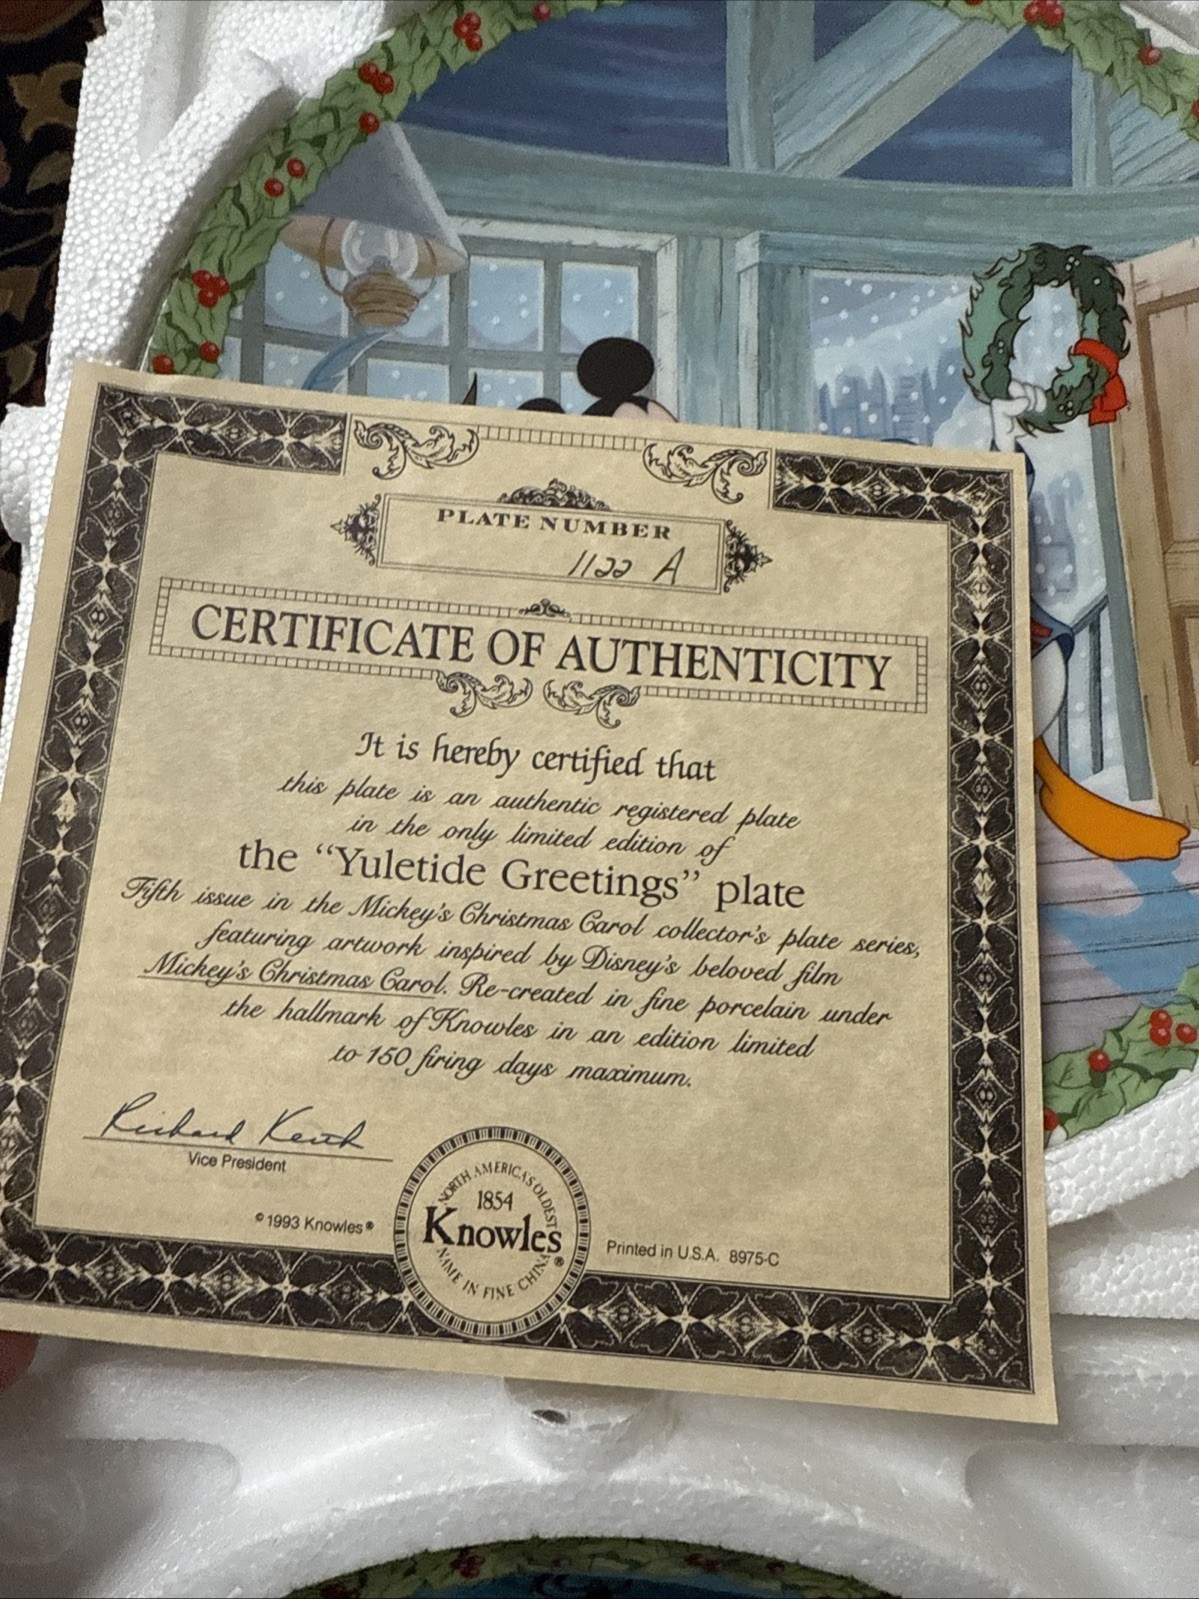 PLATE NUMBER
1122 A
CERTIFICATE OF AUTHENTICITY
It is hereby certified that
this plate is an authentic registered plate
in the only limited edition of
the “Yuletide Greetings” plate
Fifth issue in the Mickey's Christmas Carol collector's plate series,
featuring artwork inspired by Disney's beloved film
Mickey's Christmas Carol. Re-created in fine porcelain under
the hallmark of Knowles in an edition limited
to 150 firing days maximum.
Richard Keith
Vice President
© 1993 Knowles®
NORTH AMERICA'S OLDEST
1854
Knowles®
NAME IN FINE CHINA
Printed in U.S.A. 8975-C